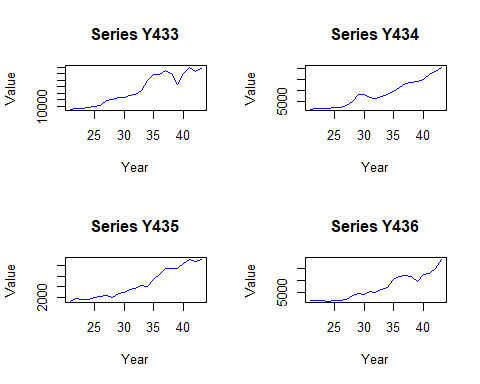 Series Y433
Series Y434
Value
10000
25 30 35 40
Year
Value
5000
25 30 35 40
Year
Series Y435
Series Y436
Value
2000
25 30 35 40
Year
Value
5000
25 30 35 40
Year